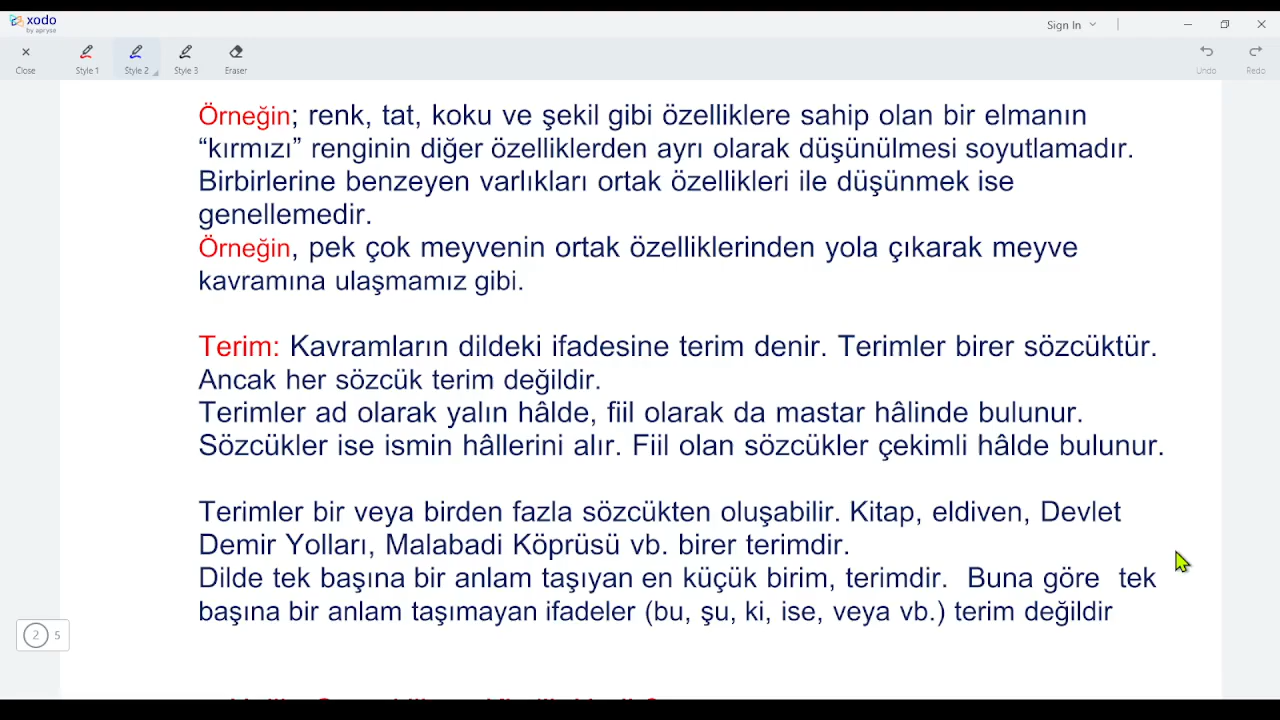 xodo
by apryse
Sign In
Close
Style 1
Style 2
Style 3
Eraser
Undo
Redo
Örneğin; renk, tat, koku ve şekil gibi özelliklere sahip olan bir elmanın
“kırmızı” renginin diğer özelliklerden ayrı olarak düşünülmesi soyutlamadır.
Birbirlerine benzeyen varlıkları ortak özellikleri ile düşünmek ise
genellemedir.
Örneğin, pek çok meyvenin ortak özelliklerinden yola çıkarak meyve
kavramına ulaşmamız gibi.
Terim: Kavramların dildeki ifadesine terim denir. Terimler birer sözcüktür.
Ancak her sözcük terim değildir.
Terimler ad olarak yalın hâlde, fiil olarak da mastar hâlinde bulunur.
Sözcükler ise ismin hâllerini alır. Fiil olan sözcükler çekimli hâlde bulunur.
Terimler bir veya birden fazla sözcükten oluşabilir. Kitap, eldiven, Devlet
Demir Yolları, Malabadi Köprüsü vb. birer terimdir.
Dilde tek başına bir anlam taşıyan en küçük birim, terimdir. Buna göre tek
başına bir anlam taşımayan ifadeler (bu, şu, ki, ise, veya vb.) terim değildir
2 5